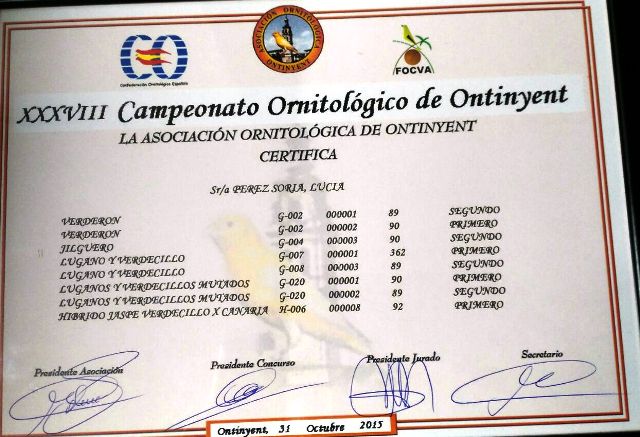 ASOCIACIÓN ORNITOLÓGICA
ONTINYENT
Confederación Ornitológica Española
FOCVA
XXXVIII Campeonato Ornitológico de Ontinyent
LA ASOCIACIÓN ORNITOLÓGICA DE ONTINYENT
CERTIFICA
Sr/a PEREZ SORIA, LUCIA
VERDERON G-002 000001 89 SEGUNDO
VERDERON G-002 000002 90 PRIMERO
JILGUERO G-004 000003 90 SEGUNDO
LUGANO Y VERDECILLO G-007 000001 362 PRIMERO
LUGANO Y VERDECILLO G-008 000003 89 SEGUNDO
LUGANOS Y VERDECILLOS MUTADOS G-020 000001 90 PRIMERO
LUGANOS Y VERDECILLOS MUTADOS G-020 000002 89 SEGUNDO
HIBRIDO JASPE VERDECILLO X CANARIA H-006 000008 92 PRIMERO
Presidente Asociación Presidente Concurso Presidente Jurado Secretario
Ontinyent, 31 Octubre 2015